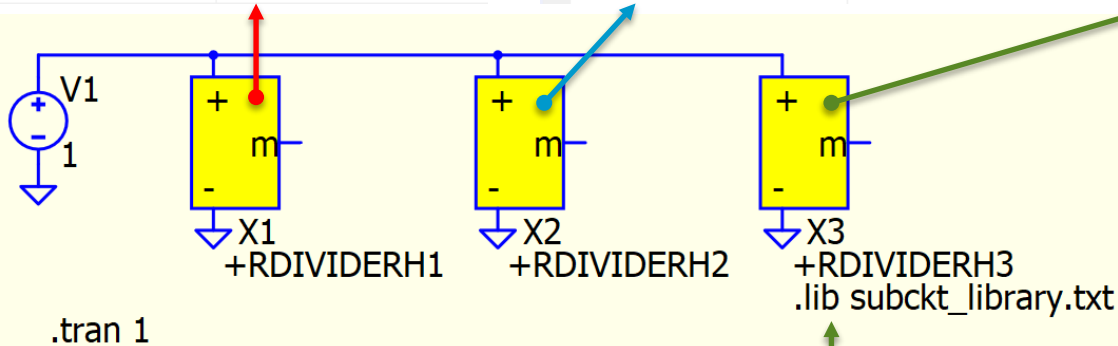 V1
1
+
m
-
X1
+RDIVIDERH1
+
m
-
X2
+RDIVIDERH2
+
m
-
X3
+RDIVIDERH3
.lib subckt_library.txt
.tran 1